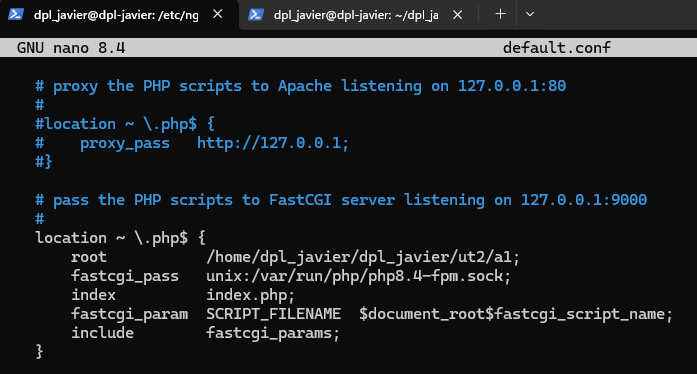 dpl_javier@dpl-javier: /etc/ng
dpl_javier@dpl-javier: ~/dpl_ja
GNU nano 8.4 default.conf
# proxy the PHP scripts to Apache listening on 127.0.0.1:80
#
#location ~ \.php$ {
#    proxy_pass   http://127.0.0.1;
#}
# pass the PHP scripts to FastCGI server listening on 127.0.0.1:9000
#
location ~ \.php$ {
    root           /home/dpl_javier/dpl_javier/ut2/a1;
    fastcgi_pass   unix:/var/run/php/php8.4-fpm.sock;
    index          index.php;
    fastcgi_param  SCRIPT_FILENAME  $document_root$fastcgi_script_name;
    include        fastcgi_params;
}